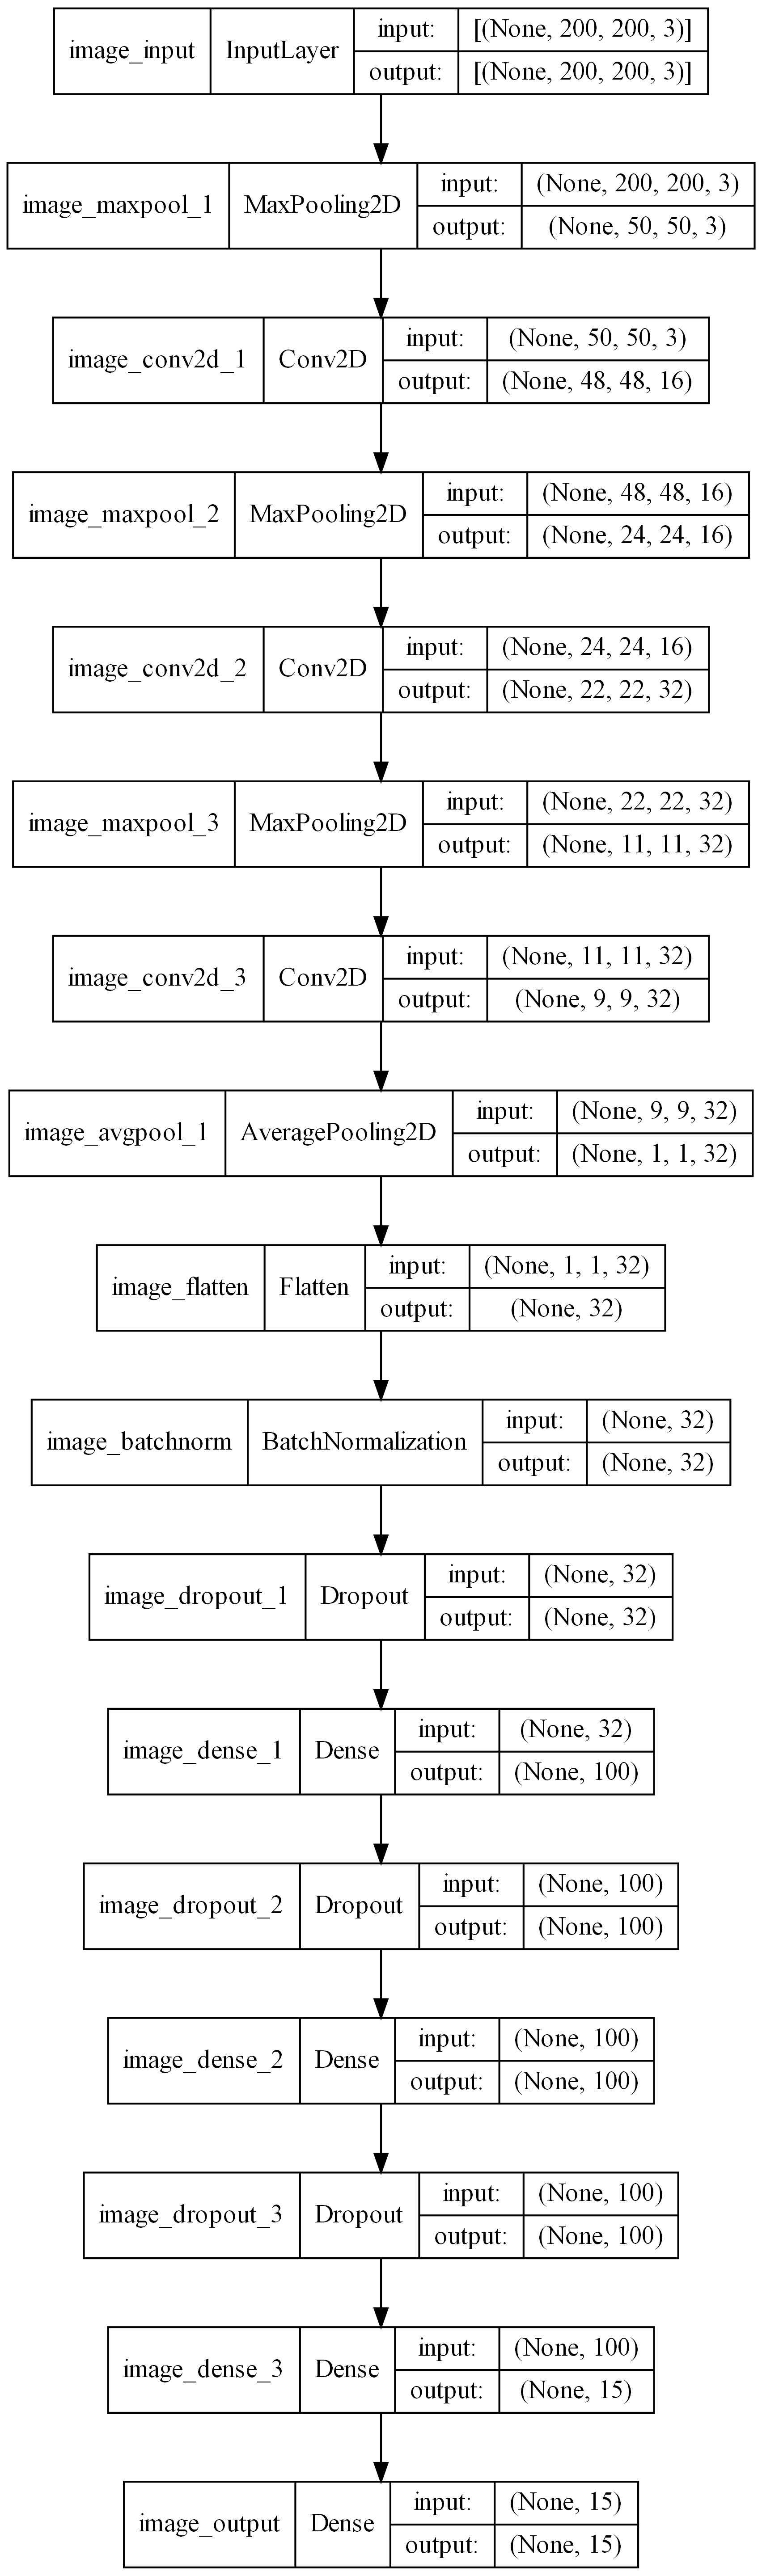 image_input InputLayer input: [(None, 200, 200, 3)]
output: [(None, 200, 200, 3)]
image_maxpool_1 MaxPooling2D input: (None, 200, 200, 3)
output: (None, 50, 50, 3)
image_conv2d_1 Conv2D input: (None, 50, 50, 3)
output: (None, 48, 48, 16)
image_maxpool_2 MaxPooling2D input: (None, 48, 48, 16)
output: (None, 24, 24, 16)
image_conv2d_2 Conv2D input: (None, 24, 24, 16)
output: (None, 22, 22, 32)
image_maxpool_3 MaxPooling2D input: (None, 22, 22, 32)
output: (None, 11, 11, 32)
image_conv2d_3 Conv2D input: (None, 11, 11, 32)
output: (None, 9, 9, 32)
image_avgpool_1 AveragePooling2D input: (None, 9, 9, 32)
output: (None, 1, 1, 32)
image_flatten Flatten input: (None, 1, 1, 32)
output: (None, 32)
image_batchnorm BatchNormalization input: (None, 32)
output: (None, 32)
image_dropout_1 Dropout input: (None, 32)
output: (None, 32)
image_dense_1 Dense input: (None, 32)
output: (None, 100)
image_dropout_2 Dropout input: (None, 100)
output: (None, 100)
image_dense_2 Dense input: (None, 100)
output: (None, 100)
image_dropout_3 Dropout input: (None, 100)
output: (None, 100)
image_dense_3 Dense input: (None, 100)
output: (None, 15)
image_output Dense input: (None, 15)
output: (None, 15)